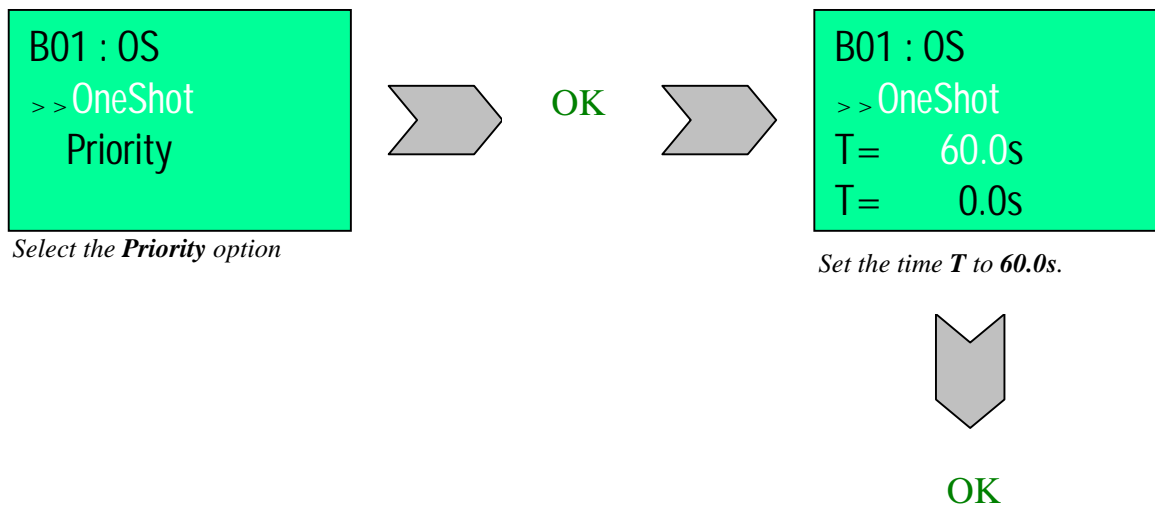 B01 : OS
>>OneShot
Priority
Select the Priority option
OK
B01 : OS
>>OneShot
T= 60.0s
T= 0.0s
Set the time T to 60.0s.
OK